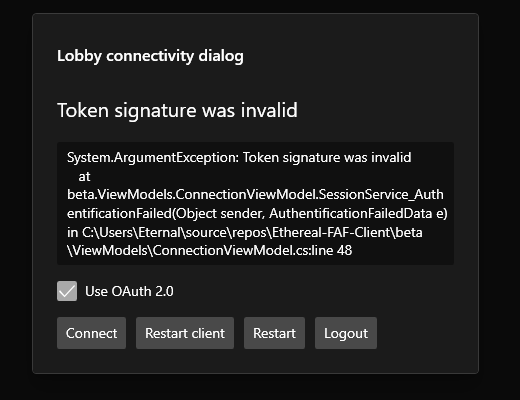 Lobby connectivity dialog
Token signature was invalid
System.ArgumentException: Token signature was invalid
at
beta.ViewModels.ConnectionViewModel.SessionService_Auth
entificationFailed(Object sender, AuthentificationFailedData e)
in C:\Users\Eternal\source\repos\Ethereal-FAF-Client\beta
\ViewModels\ConnectionViewModel.cs:line 48
Use OAuth 2.0
Connect Restart client Restart Logout